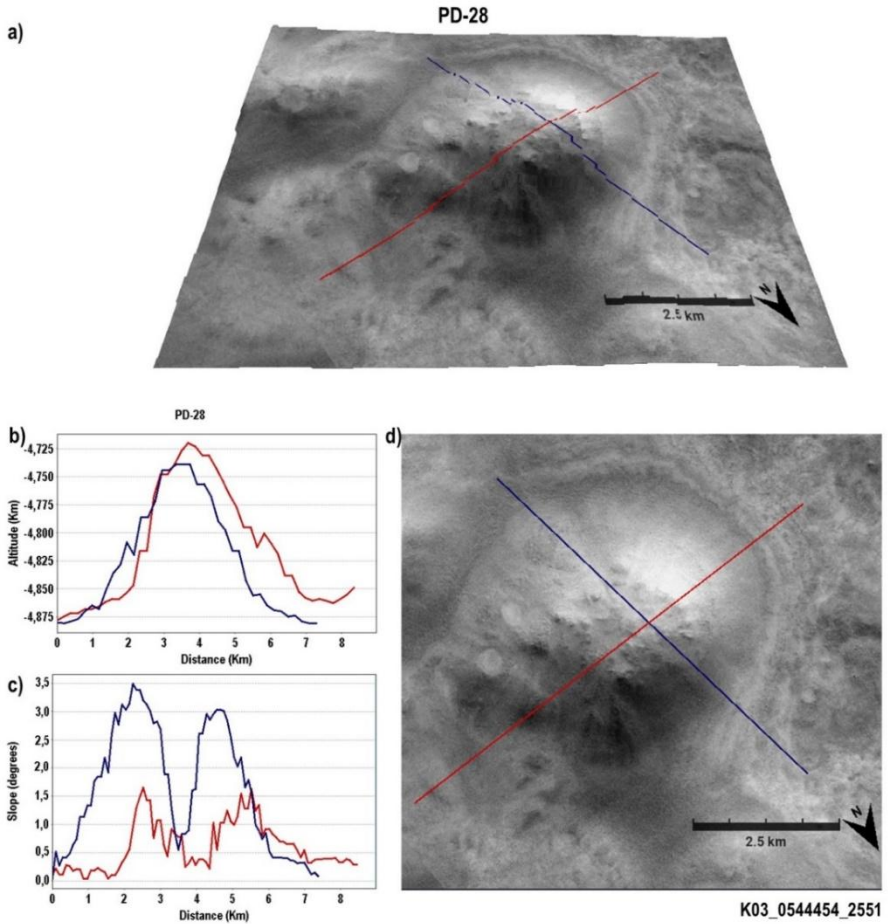 PD-28
a)
N
2.5 km
b)
PD-28
-4,725
-4,750
-4,775
-4,800
-4,825
-4,850
-4,875
Altitude (Km)
0 1 2 3 4 5 6 7 8
Distance (Km)
c)
3,5
3,0
2,5
2,0
1,5
1,0
0,5
0,0
Slope (degrees)
0 1 2 3 4 5 6 7 8
Distance (Km)
d)
N
2.5 km
K03_0544454_2551